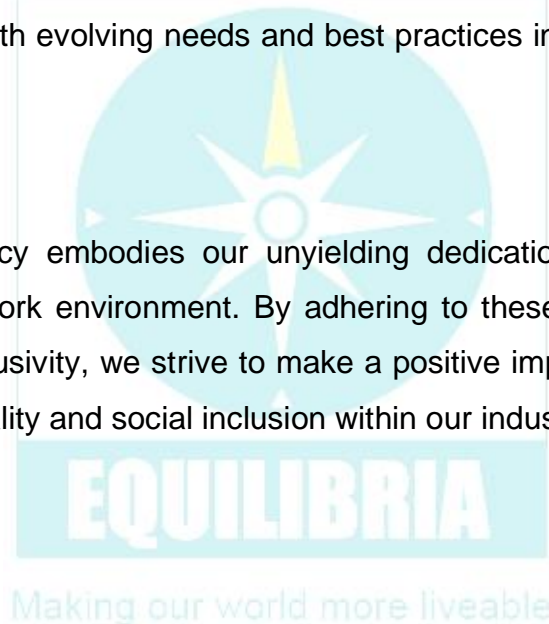 th evolving needs and best practices in
cy embodies our unyielding dedicatio
ork environment. By adhering to these
usivity, we strive to make a positive imp
lity and social inclusion within our indus
EQUILIBRIA
Making our world more liveable